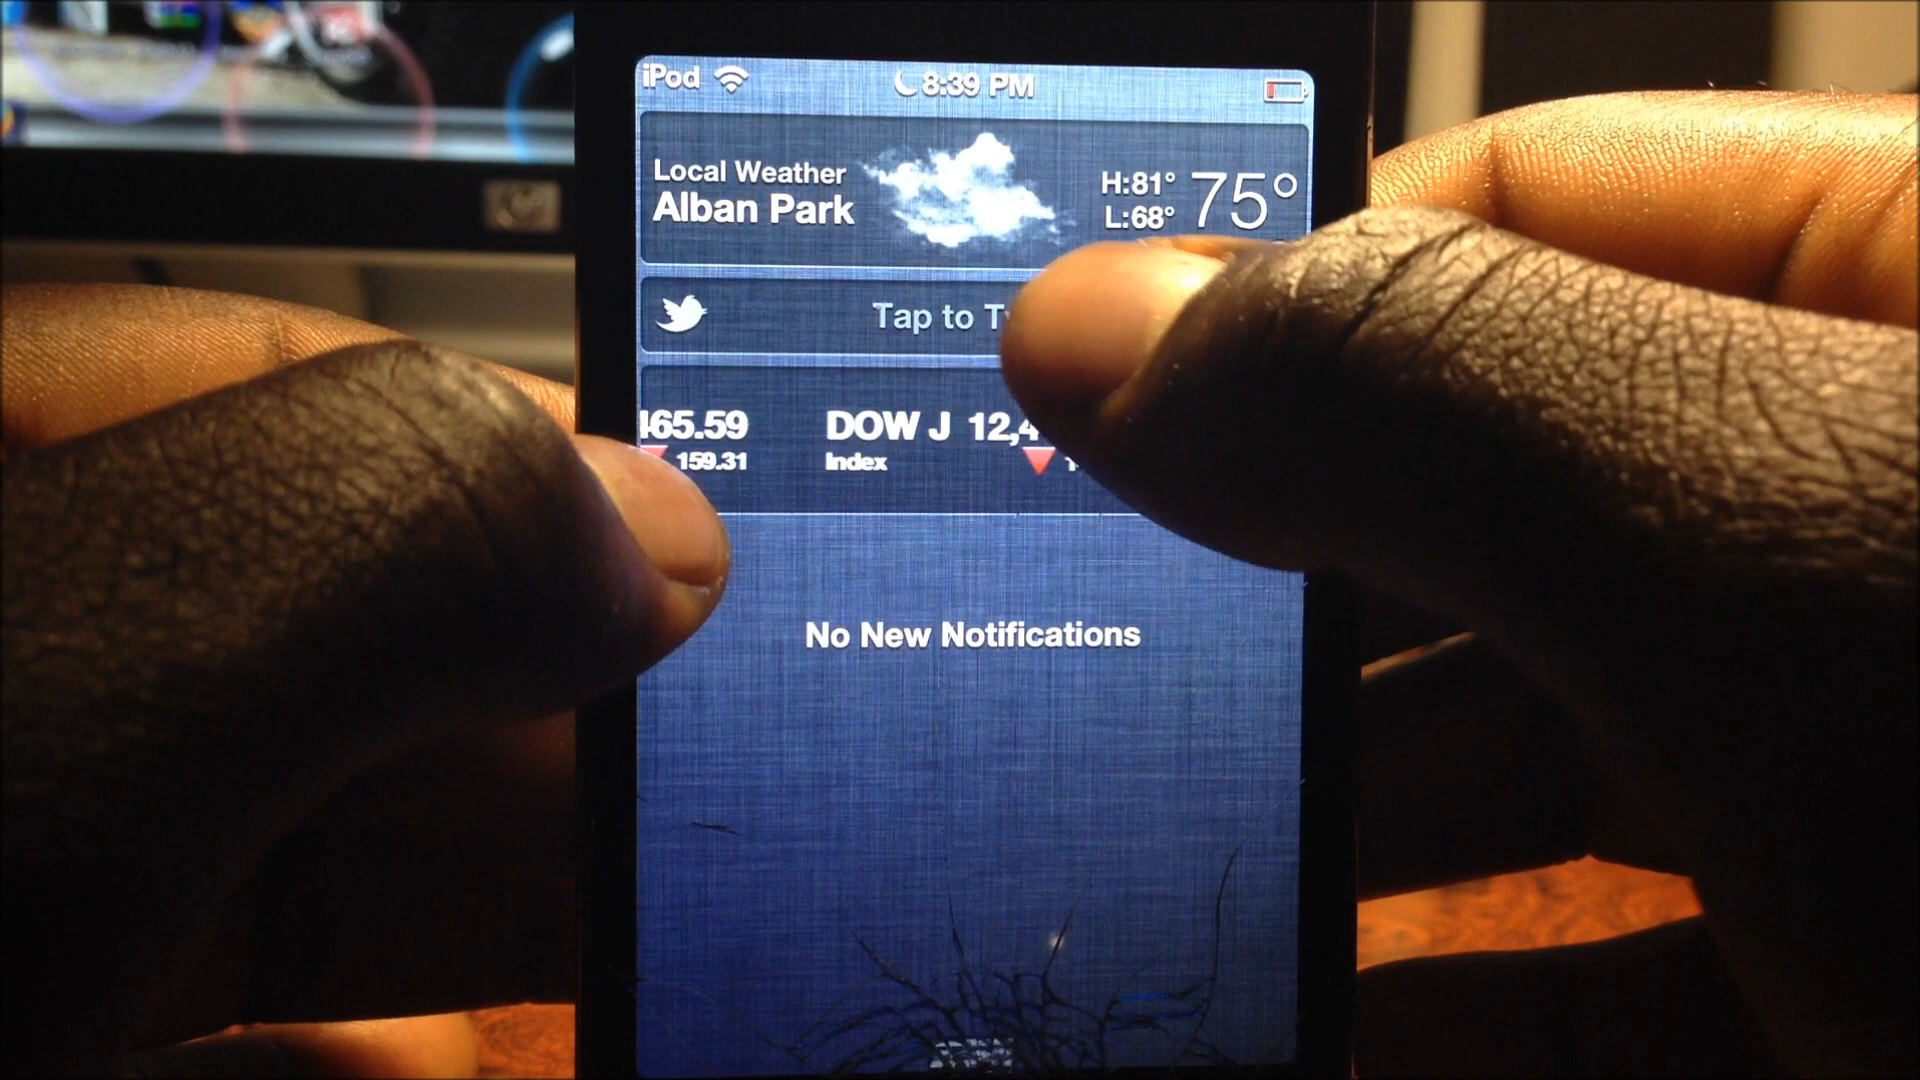 iPod 8:39 PM
Local Weather
Alban Park
H:81°
L:68°
75°
Tap to
465.59
159.31
DOW J 12,4
Index
No New Notifications